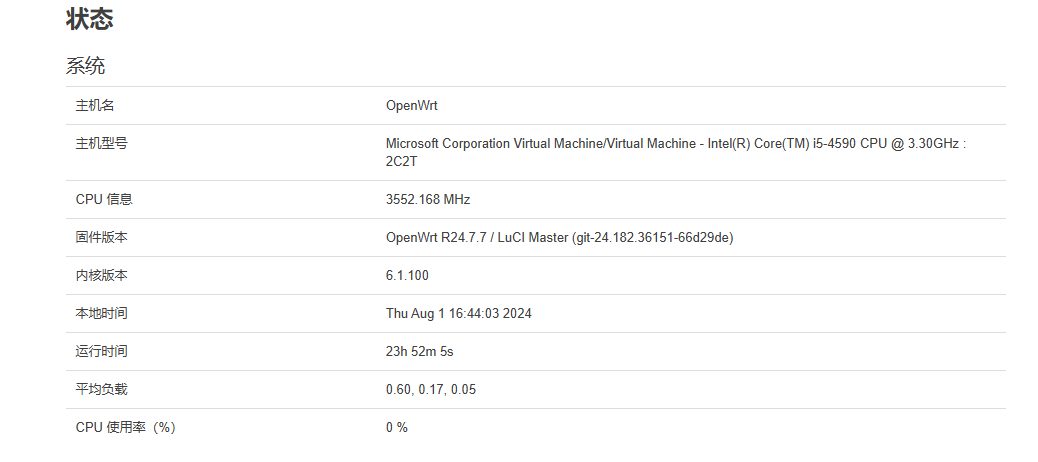 状态
系统
主机名 OpenWrt
主机型号 Microsoft Corporation Virtual Machine/Virtual Machine - Intel(R) Core(TM) i5-4590 CPU @ 3.30GHz :
2C2T
CPU 信息 3552.168 MHz
固件版本 OpenWrt R24.7.7 / LuCI Master (git-24.182.36151-66d29de)
内核版本 6.1.100
本地时间 Thu Aug 1 16:44:03 2024
运行时间 23h 52m 5s
平均负载 0.60, 0.17, 0.05
CPU 使用率（%） 0 %